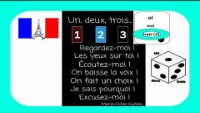 Un, deux, trois...
1 2 3
Regardez-moi !
Les yeux sur toi !
Écoutez-moi !
On baisse la voix !
On fait un choix !
Je sais pourquoi !
Excusez-moi !